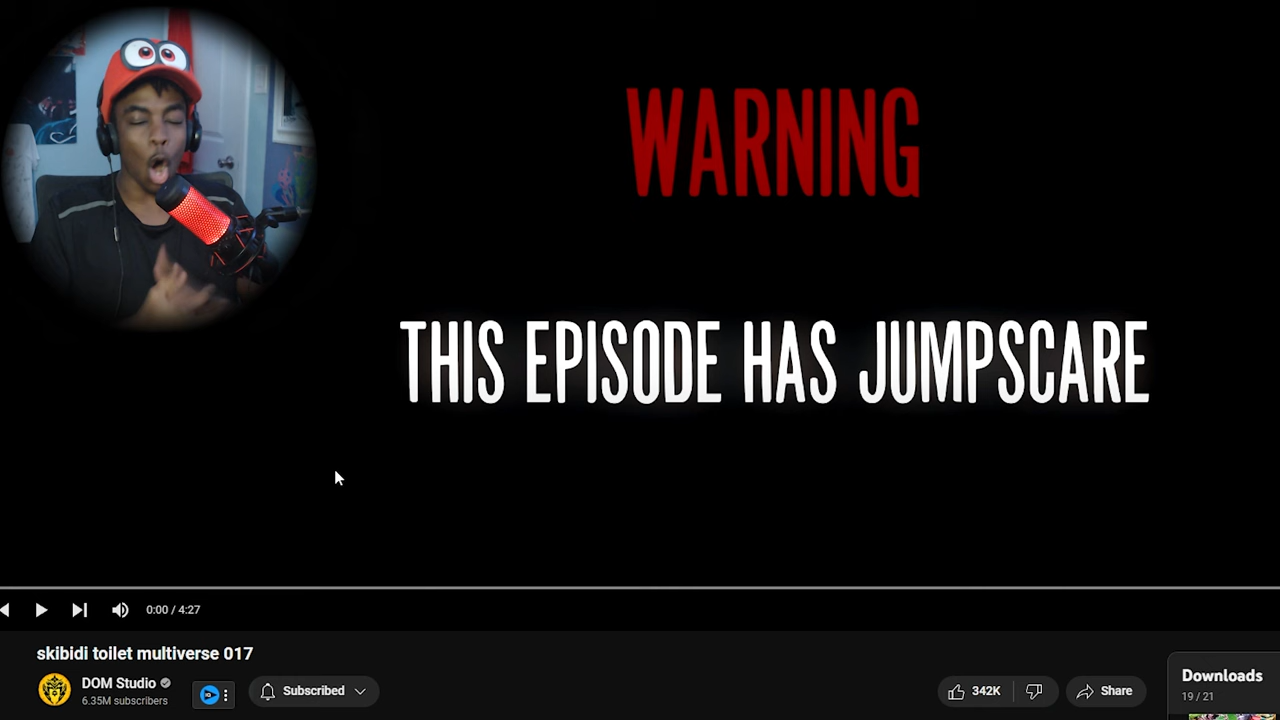 WARNING
THIS EPISODE HAS JUMPSCARE
0:00 / 4:27
skibidi toilet multiverse 017
DOM Studio
6.35M subscribers
Subscribed
342K
Share
Downloads
19 / 21